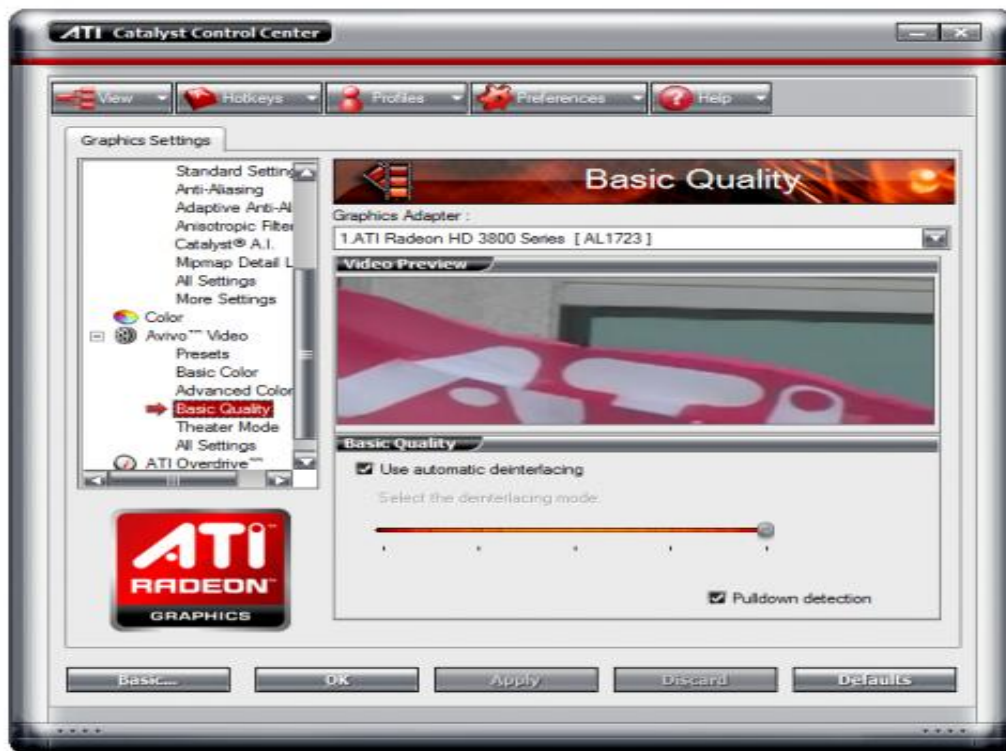 ATI Catalyst Control Center
View
Hotkeys
Profiles
Preferences
Help
Graphics Settings
Standard Setting
Anti-Aliasing
Adaptive Anti-Al
Anisotropic Filter
Catalyst® A.I.
Mipmap Detail L
All Settings
More Settings
Color
Avivo™ Video
Presets
Basic Color
Advanced Color
Basic Quality
Theater Mode
All Settings
ATI Overdrive™
ATI
RADEON™
GRAPHICS
Basic Quality
Graphics Adapter :
1.ATI Radeon HD 3800 Series [ AL1723 ]
Video Preview
Basic Quality
Use automatic deinterlacing
Select the deinterlacing mode:
Pulldown detection
Basic...
OK
Apply
Discard
Defaults